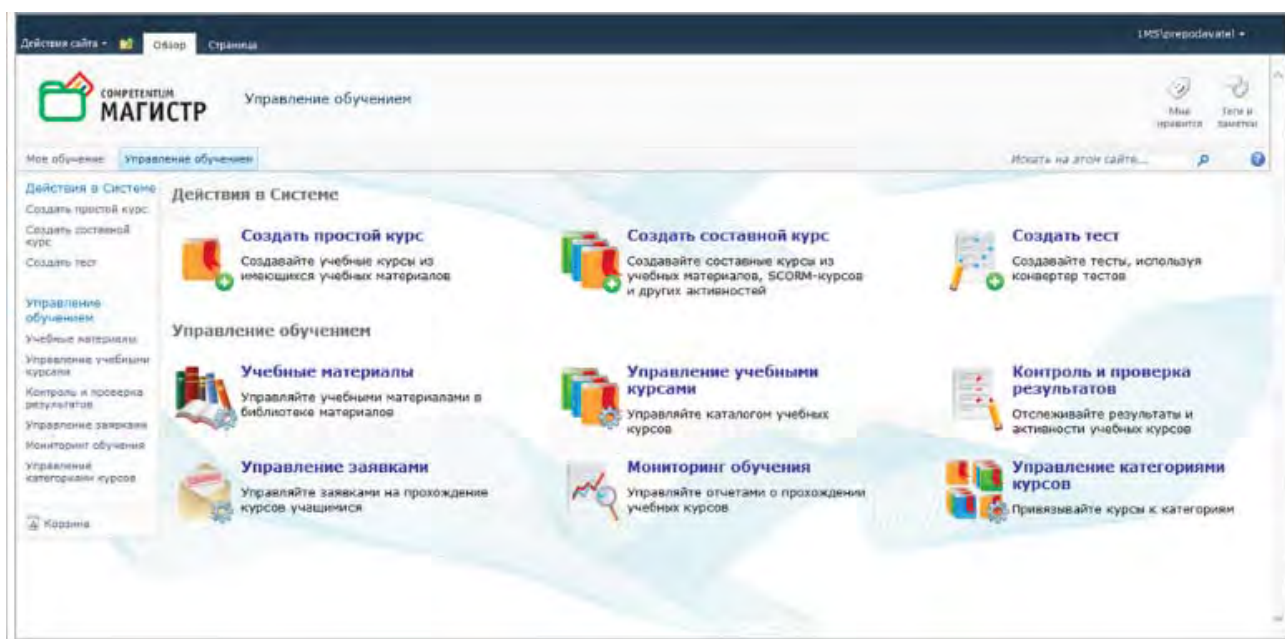 Действия сайта
Обзор
Страница
LMS\prepodavatel
COMPETENTUM
МАГИСТР
Управление обучением
Мне
нравится
Теги и
заметки
Мое обучение
Управление обучением
Искать на этом сайте...
Действия в Системе
Создать простой курс
Создать составной
курс
Создать тест
Управление
обучением
Учебные материалы
Управление учебными
курсами
Контроль и проверка
результатов
Управление заявками
Мониторинг обучения
Управление
категориями курсов
Корзина
Действия в Системе
Создать простой курс
Создавайте учебные курсы из
имеющихся учебных материалов
Создать составной курс
Создавайте составные курсы из
учебных материалов, SCORM-курсов
и других активностей
Создать тест
Создавайте тесты, используя
конвертер тестов
Управление обучением
Учебные материалы
Управляйте учебными материалами в
библиотеке материалов
Управление учебными
курсами
Управляйте каталогом учебных
курсов
Контроль и проверка
результатов
Отслеживайте результаты и
активности учебных курсов
Управление заявками
Управляйте заявками на прохождение
курсов учащимися
Мониторинг обучения
Управляйте отчетами о прохождении
учебных курсов
Управление категориями
курсов
Привязывайте курсы к категориям